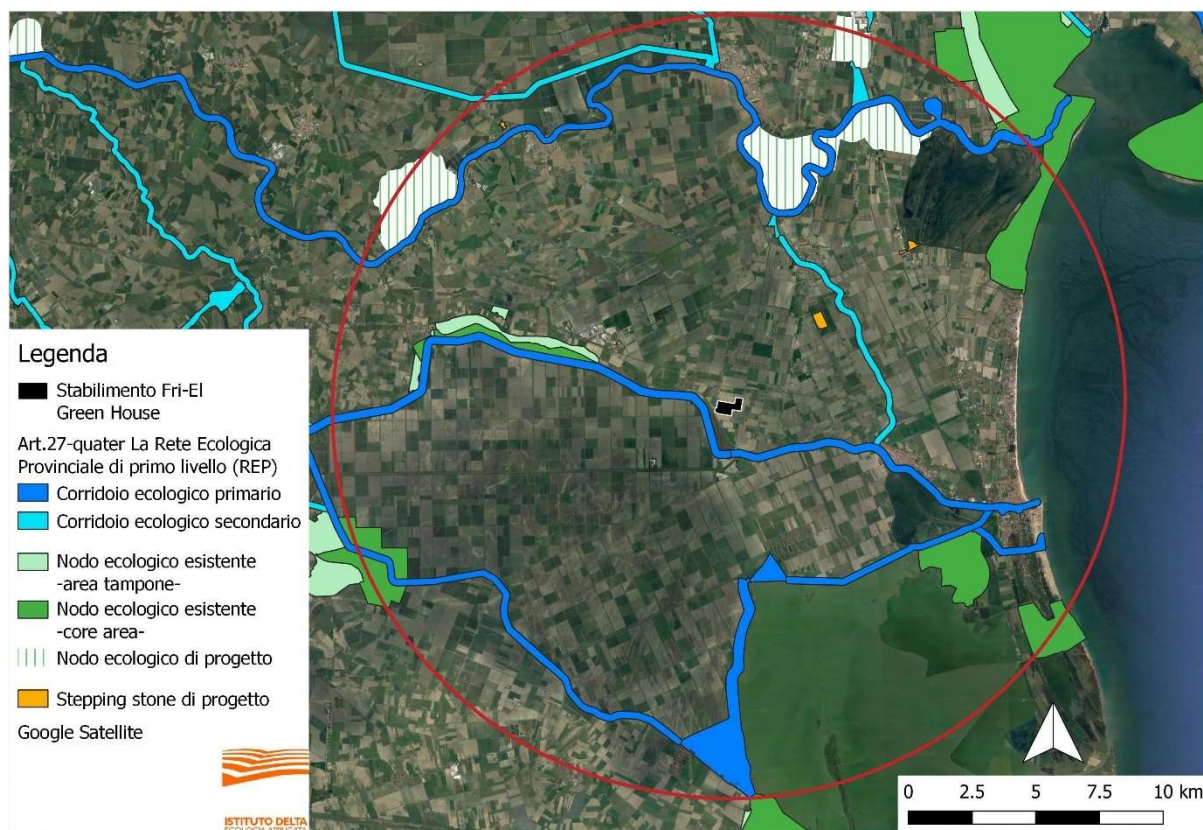 Legenda
Stabilimento Fri-El
Green House
Art.27-quater La Rete Ecologica
Provinciale di primo livello (REP)
Corridoio ecologico primario
Corridoio ecologico secondario
Nodo ecologico esistente
-area tampone-
Nodo ecologico esistente
-core area-
Nodo ecologico di progetto
Stepping stone di progetto
Google Satellite
ISTITUTO DELTA
ECOLOGIA APPLICATA
0 2.5 5 7.5 10 km